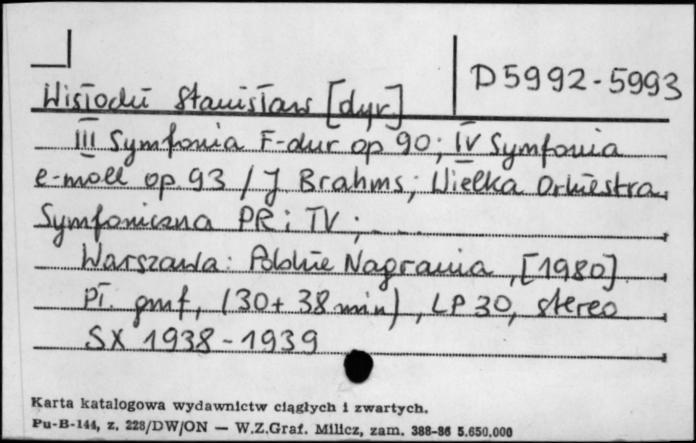 D5992-5993
Wisłocki Stanisław [dyr]
III Symfonia F-dur op 90; IV Symfonia
e-moll op. 93 / J. Brahms; Wielka Orkiestra
Symfoniczna PR i TV; . _ _
Warszawa: Polskie Nagrania, [1980]
Pł. gmf, (30+38 min), LP 30, stereo
SX 1938-1939
Karta katalogowa wydawnictw ciągłych i zwartych.
Pu-B-144, z. 228/DW/ON — W.Z.Graf. Milicz, zam. 388-86 5.650.000